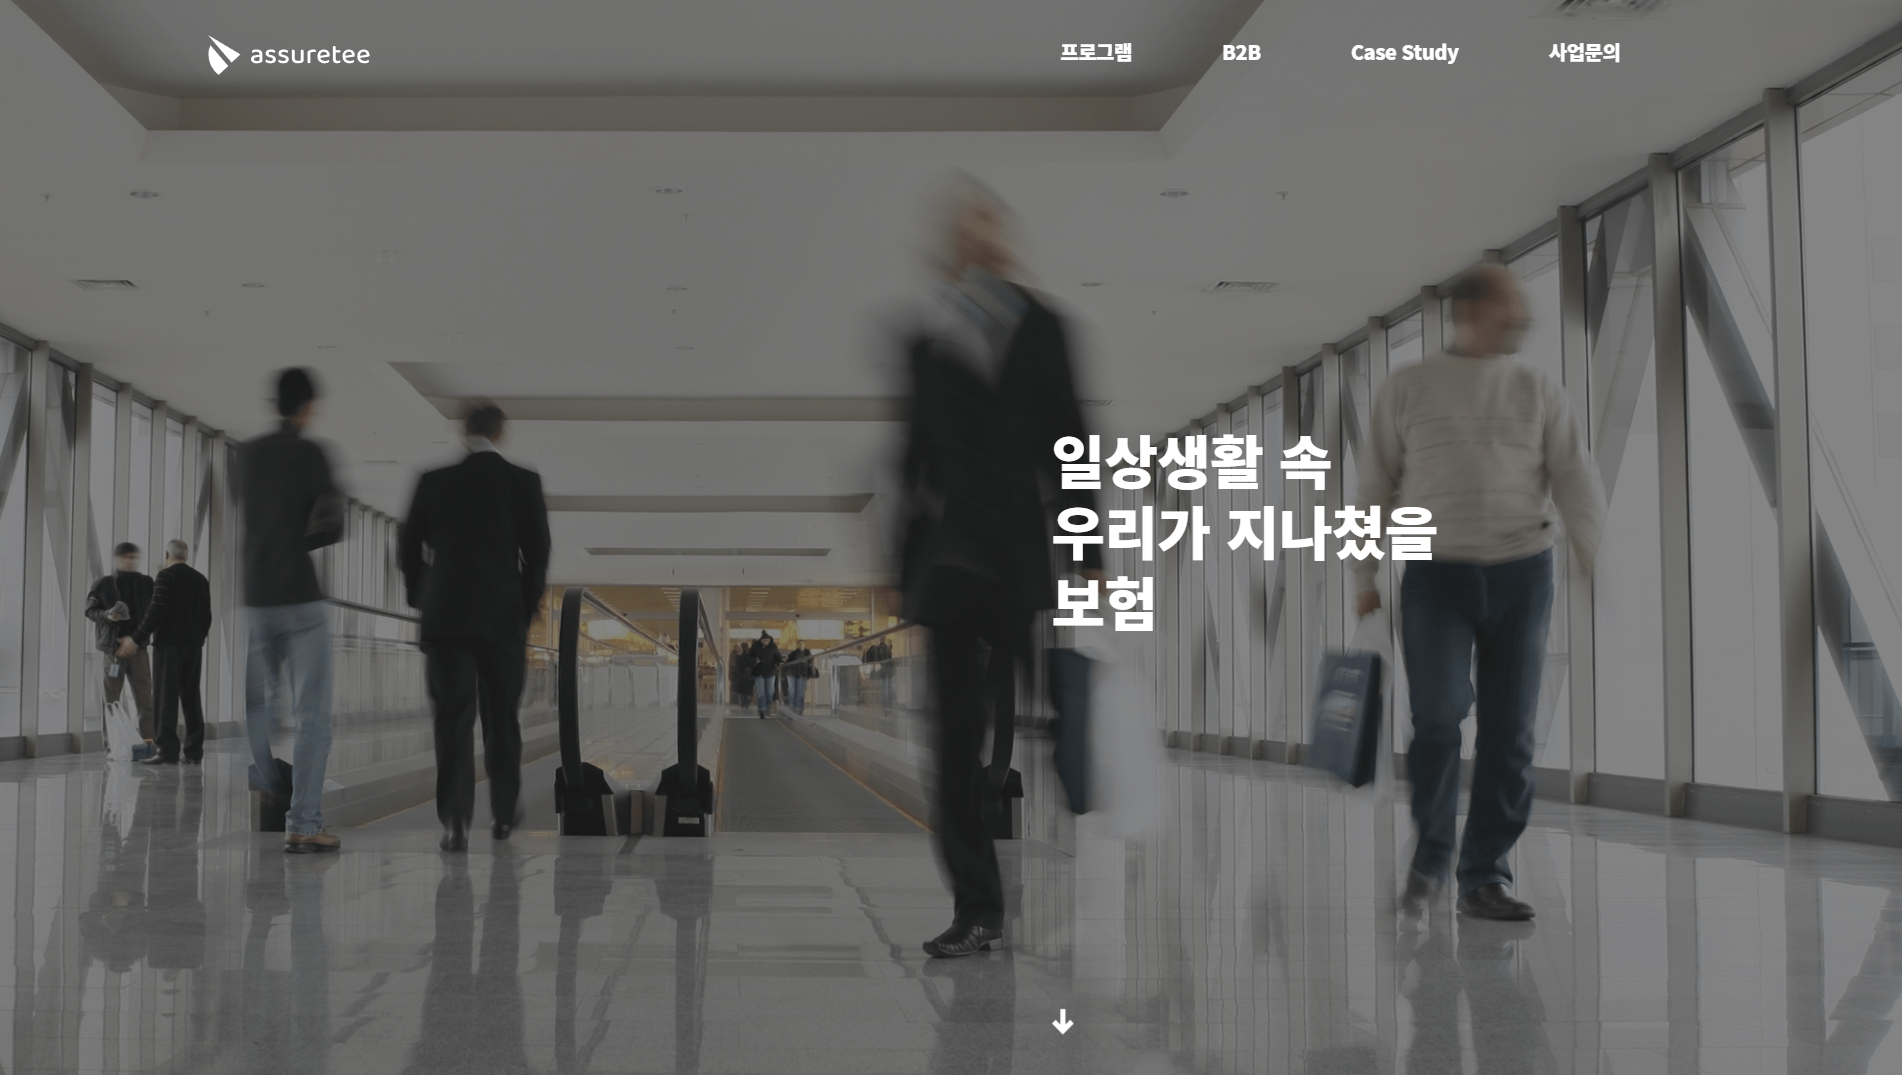 assuretee
프로그램
B2B
Case Study
사업문의
일상생활 속
우리가 지나쳤을
보험